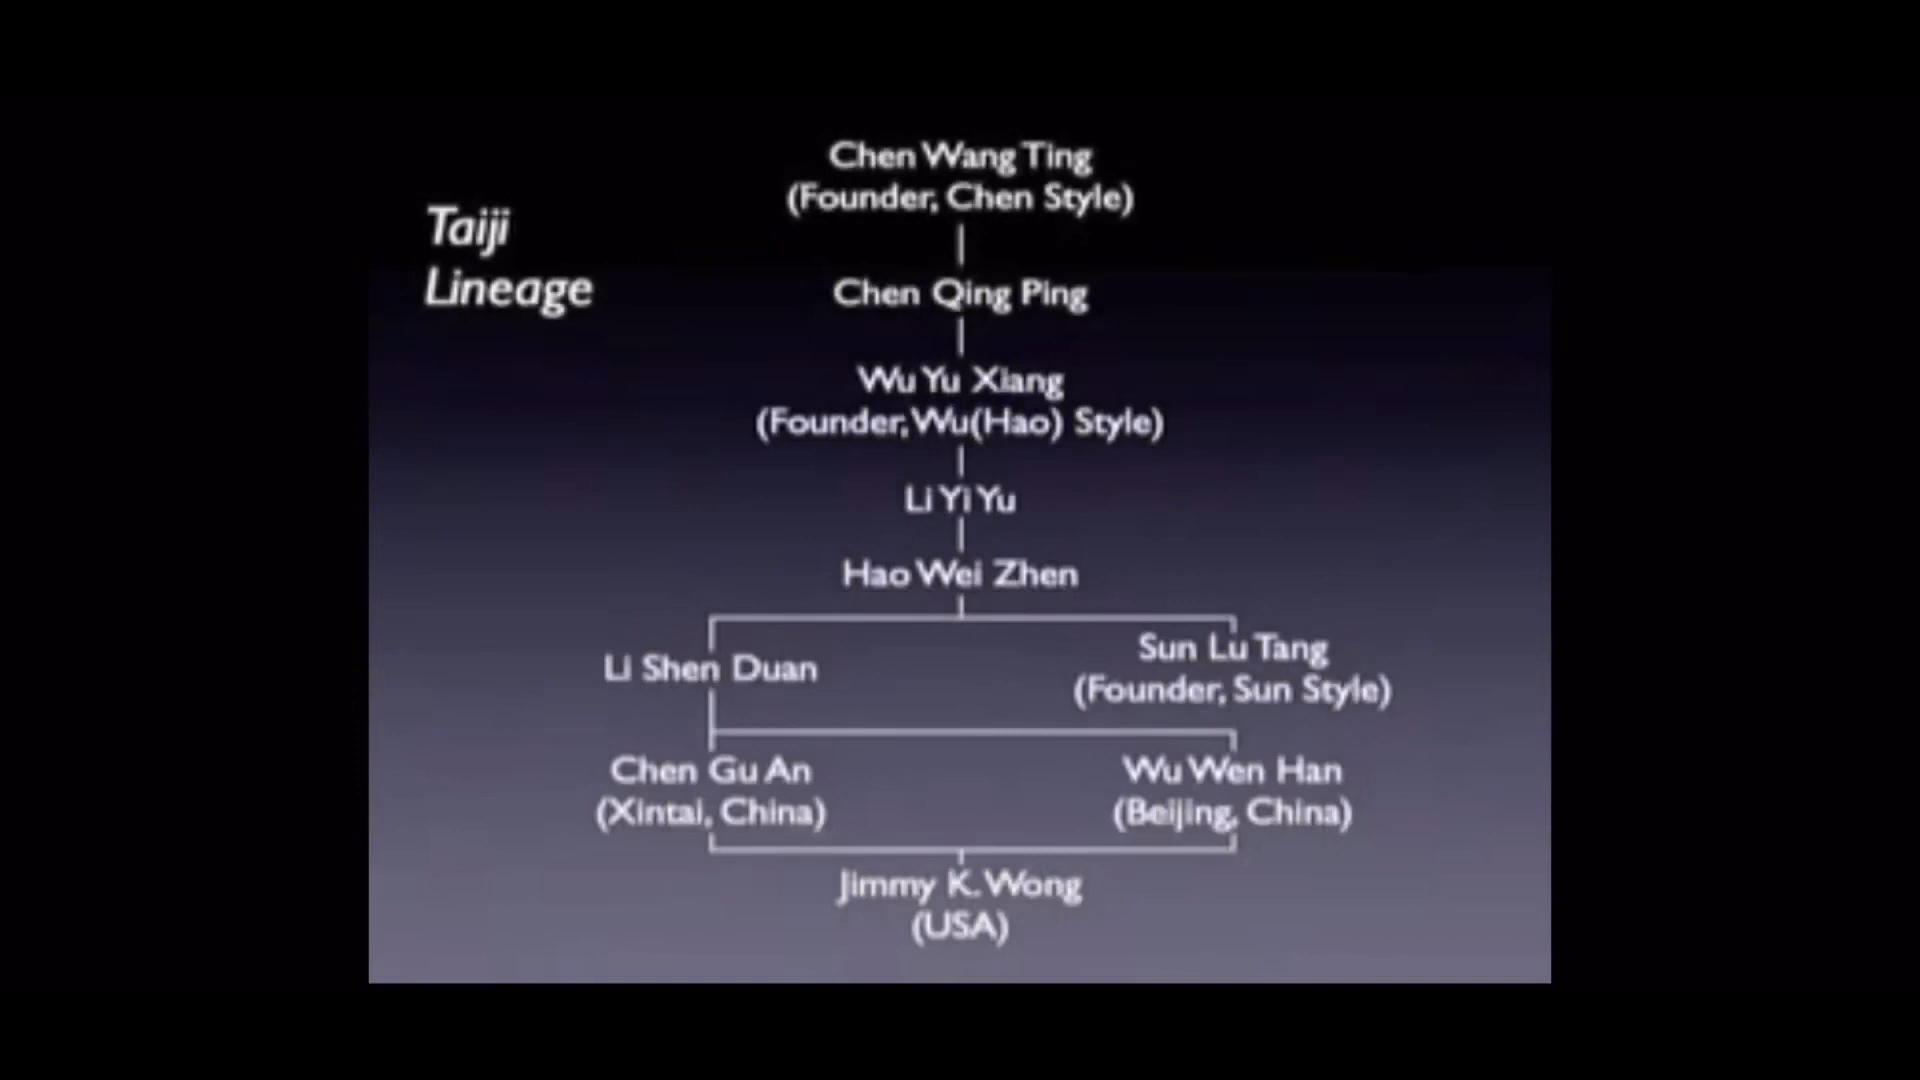 Taiji
Lineage
Chen Wang Ting
(Founder, Chen Style)
Chen Qing Ping
Wu Yu Xiang
(Founder, Wu(Hao) Style)
Li Yi Yu
Hao Wei Zhen
Li Shen Duan
Sun Lu Tang
(Founder, Sun Style)
Chen Gu An
(Xintai, China)
Wu Wen Han
(Beijing, China)
Jimmy K. Wong
(USA)